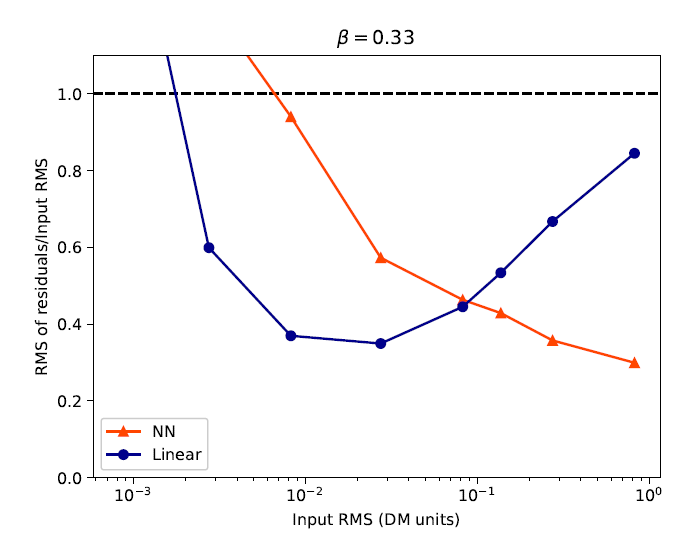 β = 0.33
RMS of residuals/Input RMS
1.0
0.8
0.6
0.4
0.2
0.0
NN
Linear
10⁻³ 10⁻² 10⁻¹ 10⁰
Input RMS (DM units)